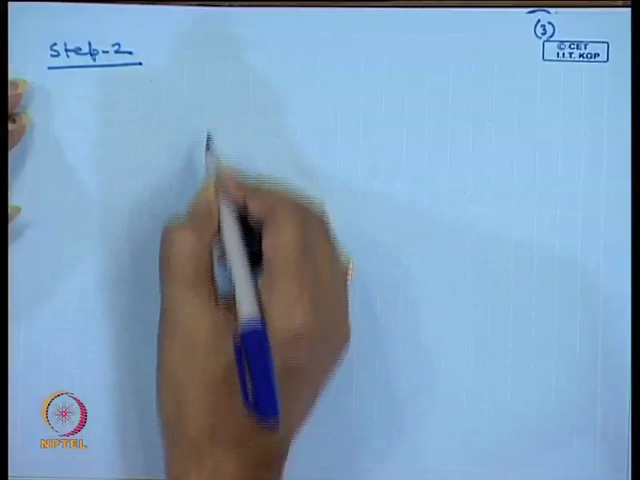 Step-2
(3)
© CET
I.I.T. KGP
NPTEL